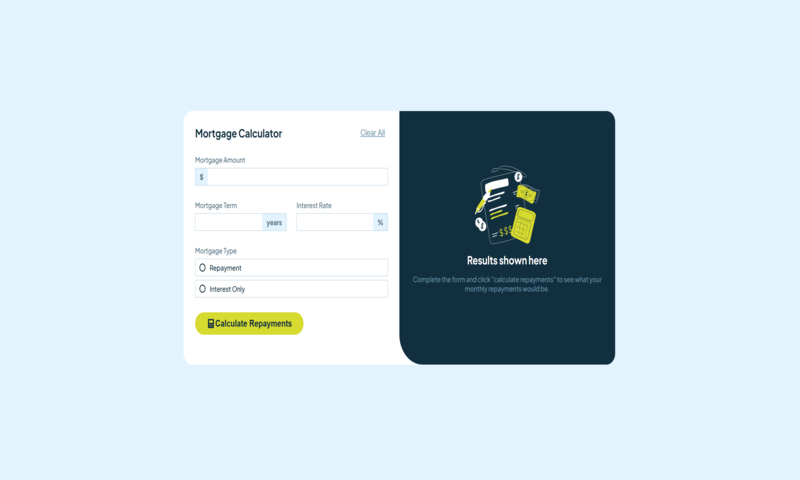 Mortgage Calculator
Clear All
Mortgage Amount
$
Mortgage Term
Interest Rate
years
%
Mortgage Type
Repayment
Interest Only
Calculate Repayments
$$$
Results shown here
Complete the form and click "calculate repayments" to see what your
monthly repayments would be.